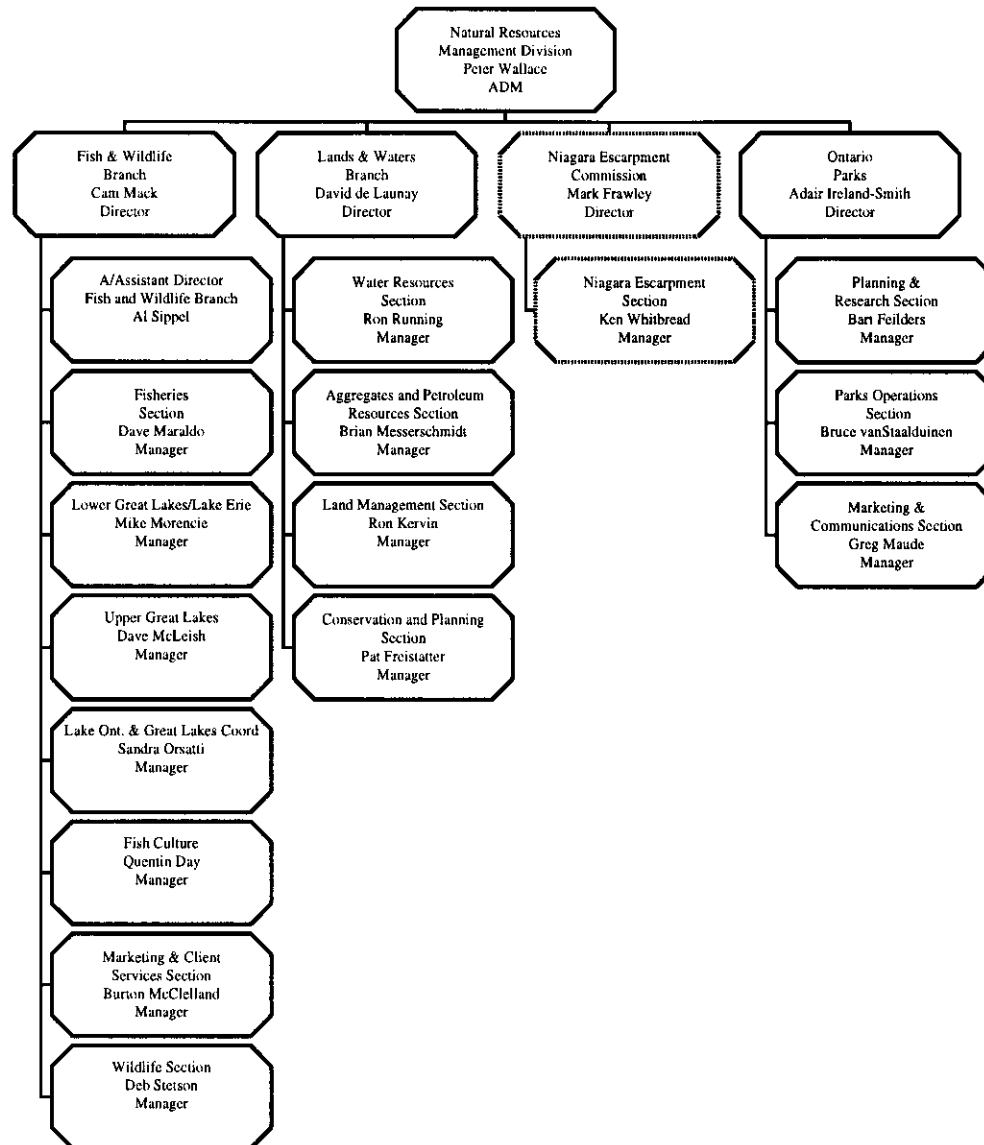 Natural Resources
Management Division
Peter Wallace
ADM
Fish & Wildlife
Branch
Cam Mack
Director
A/Assistant Director
Fish and Wildlife Branch
Al Sippel
Fisheries
Section
Dave Maraldo
Manager
Lower Great Lakes/Lake Erie
Mike Morencie
Manager
Upper Great Lakes
Dave McLeish
Manager
Lake Ont. & Great Lakes Coord
Sandra Orsatti
Manager
Fish Culture
Quentin Day
Manager
Marketing & Client
Services Section
Burton McClelland
Manager
Wildlife Section
Deb Stetson
Manager
Lands & Waters
Branch
David de Launay
Director
Water Resources
Section
Ron Running
Manager
Aggregates and Petroleum
Resources Section
Brian Messerschmidt
Manager
Land Management Section
Ron Kervin
Manager
Conservation and Planning
Section
Pat Freistatter
Manager
Niagara Escarpment
Commission
Mark Frawley
Director
Niagara Escarpment
Section
Ken Whitbread
Manager
Ontario
Parks
Adair Ireland-Smith
Director
Planning &
Research Section
Bart Feilders
Manager
Parks Operations
Section
Bruce vanStaalduinen
Manager
Marketing &
Communications Section
Greg Maude
Manager